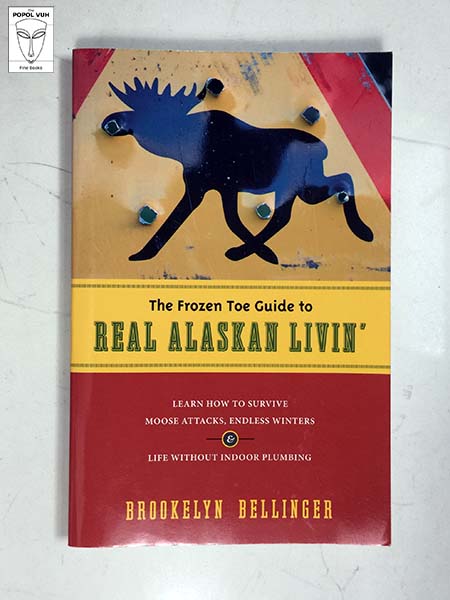 The
POPOL VUH
Fine Books
The Frozen Toe Guide to
REAL ALASKAN LIVIN'
LEARN HOW TO SURVIVE
MOOSE ATTACKS, ENDLESS WINTERS
&
LIFE WITHOUT INDOOR PLUMBING
BROOKELYN BELLINGER